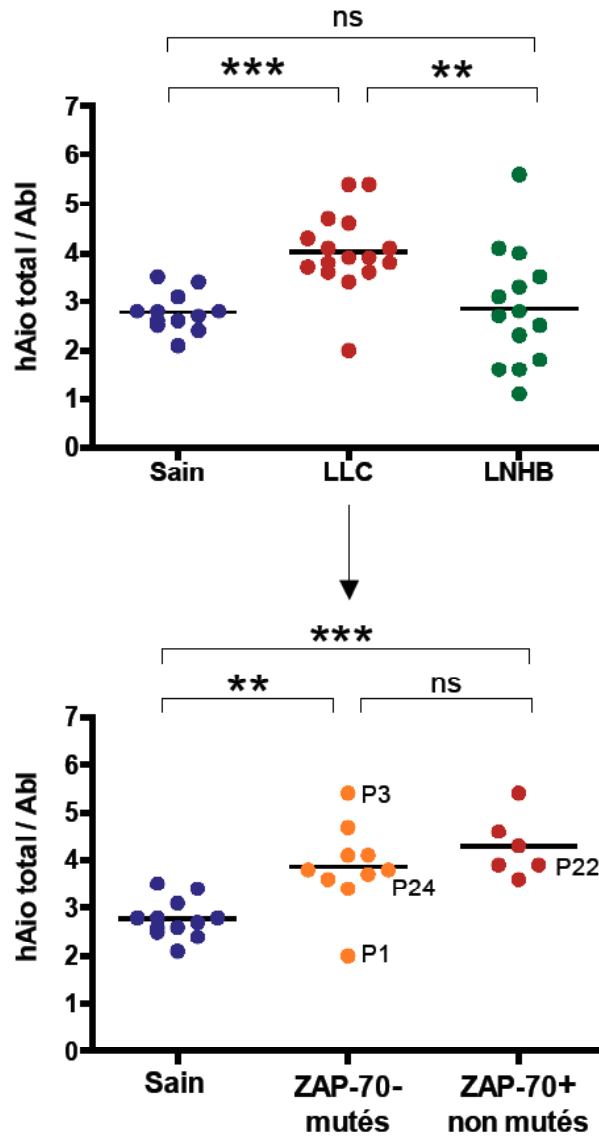 ns
*** **
hAio total / Abl
7
6
5
4
3
2
1
0
Sain LLC LNHB
***
** ns
hAio total / Abl
7
6
5
4
3
2
1
0
P3
P24
P1
P22
Sain ZAP-70- ZAP-70+
mutés non mutés